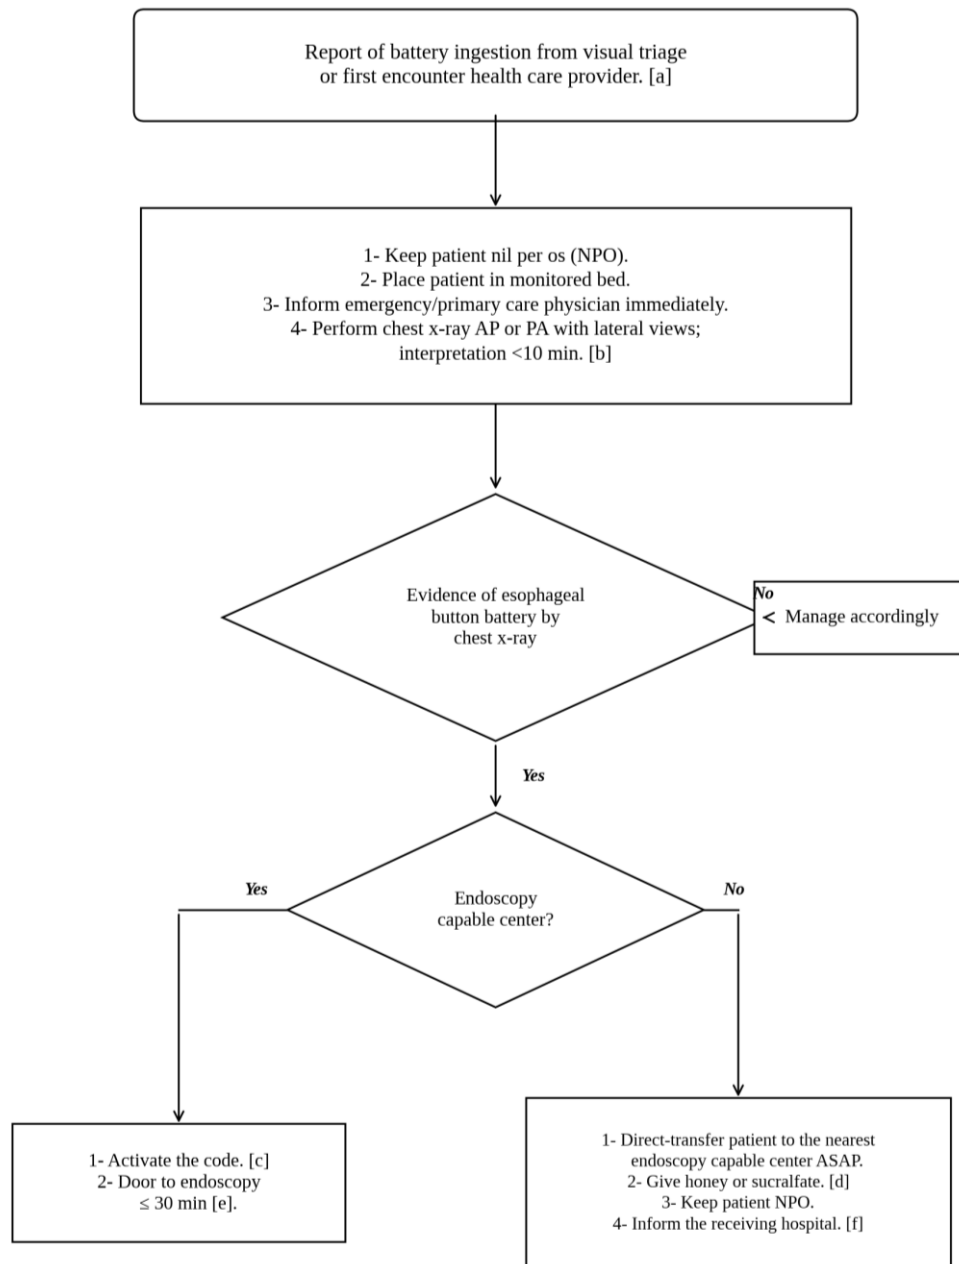 Report of battery ingestion from visual triage
or first encounter health care provider. [a]
1- Keep patient nil per os (NPO).
2- Place patient in monitored bed.
3- Inform emergency/primary care physician immediately.
4- Perform chest x-ray AP or PA with lateral views;
interpretation <10 min. [b]
Evidence of esophageal
button battery by
chest x-ray
No
Manage accordingly
Yes
Endoscopy
capable center?
Yes
No
1- Activate the code. [c]
2- Door to endoscopy
≤ 30 min [e].
1- Direct-transfer patient to the nearest
endoscopy capable center ASAP.
2- Give honey or sucralfate. [d]
3- Keep patient NPO.
4- Inform the receiving hospital. [f]